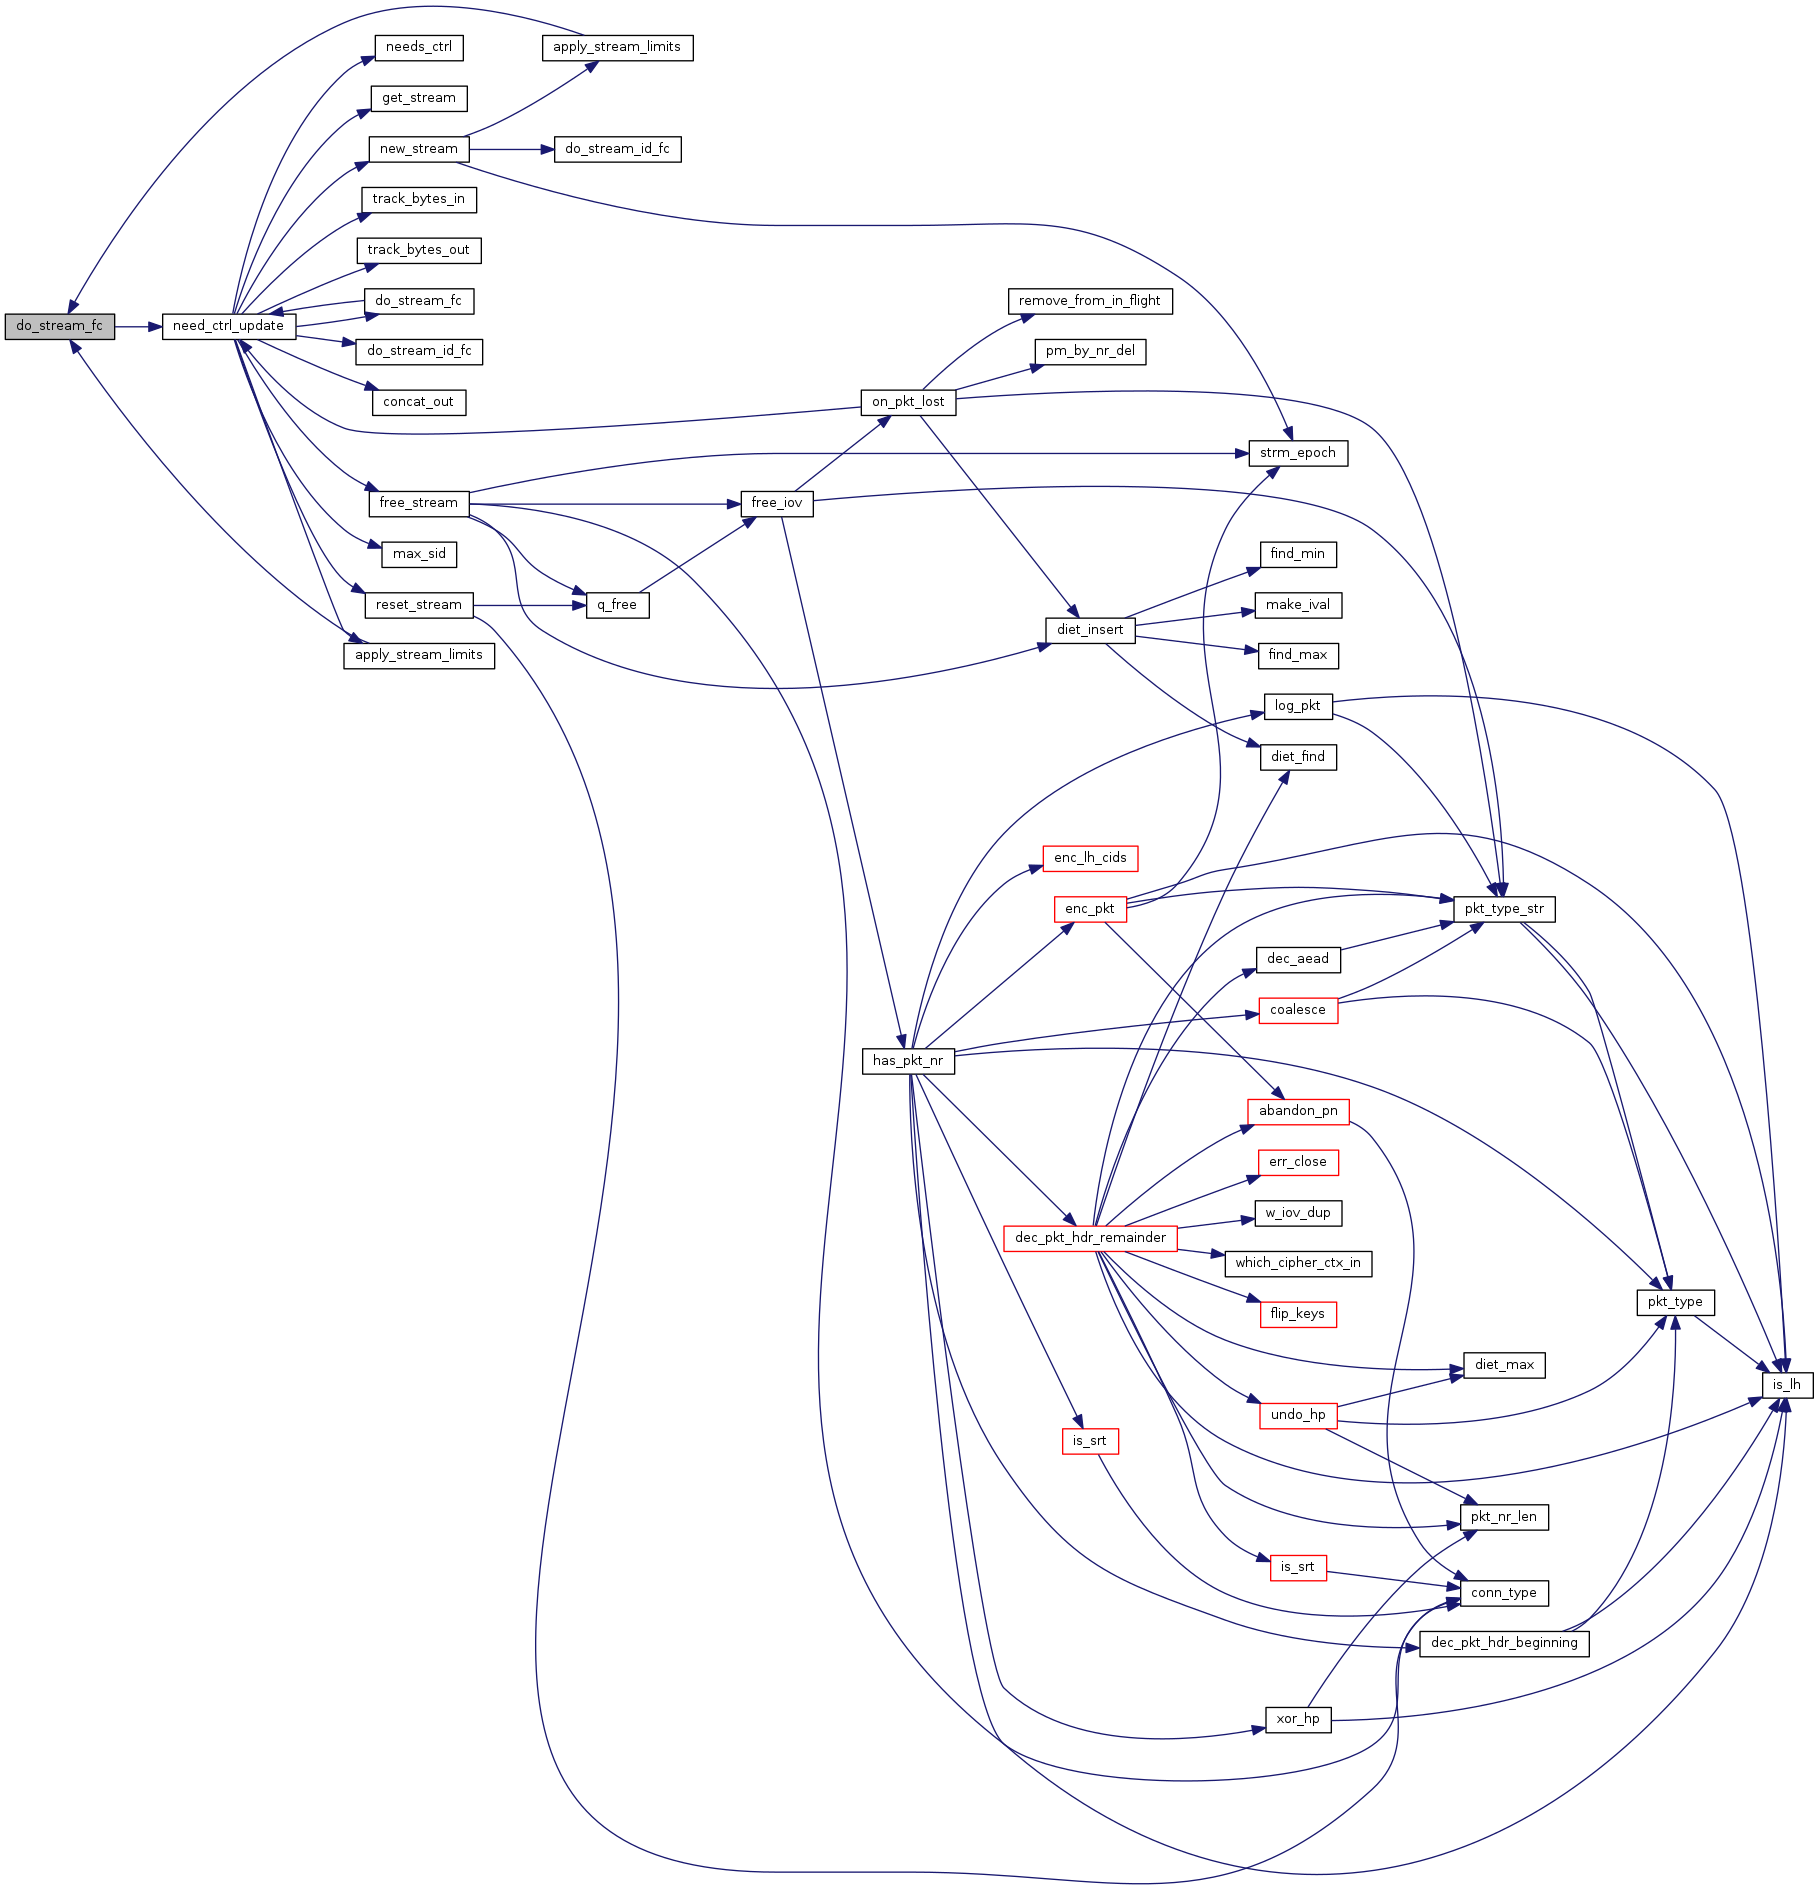 needs_ctrl
apply_stream_limits
get_stream
new_stream
do_stream_id_fc
track_bytes_in
track_bytes_out
do_stream_fc
remove_from_in_flight
do_stream_fc
need_ctrl_update
do_stream_id_fc
pm_by_nr_del
concat_out
on_pkt_lost
strm_epoch
free_stream
free_iov
max_sid
find_min
reset_stream
q_free
make_ival
diet_insert
apply_stream_limits
find_max
log_pkt
diet_find
enc_lh_cids
enc_pkt
pkt_type_str
dec_aead
coalesce
has_pkt_nr
abandon_pn
err_close
w_iov_dup
dec_pkt_hdr_remainder
which_cipher_ctx_in
pkt_type
flip_keys
diet_max
is_lh
undo_hp
is_srt
pkt_nr_len
is_srt
conn_type
dec_pkt_hdr_beginning
xor_hp